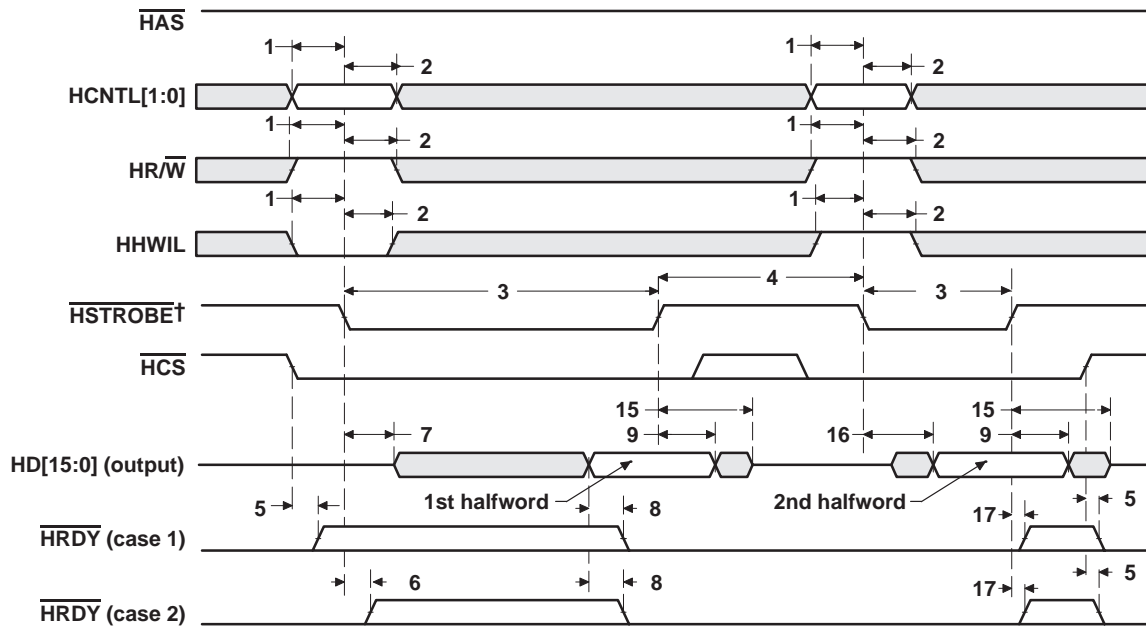 HAS
1 1
2 2
HCNTL[1:0]
1 2 1 2
HR/W
1 2 1 2
HHWIL
3 4 3
HSTROBE†
HCS
15 15
7 9 16 9
HD[15:0] (output)
1st halfword 2nd halfword
5 8 17 5
HRDY (case 1)
6 8 17 5
HRDY (case 2)